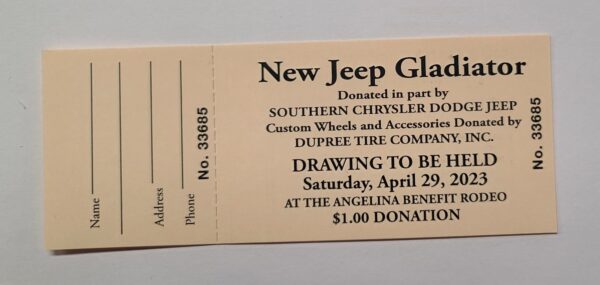 Name
Address
Phone
No. 33685
New Jeep Gladiator
Donated in part by
SOUTHERN CHRYSLER DODGE JEEP
Custom Wheels and Accessories Donated by
DUPREE TIRE COMPANY, INC.
DRAWING TO BE HELD
Saturday, April 29, 2023
AT THE ANGELINA BENEFIT RODEO
$1.00 DONATION
No. 33685